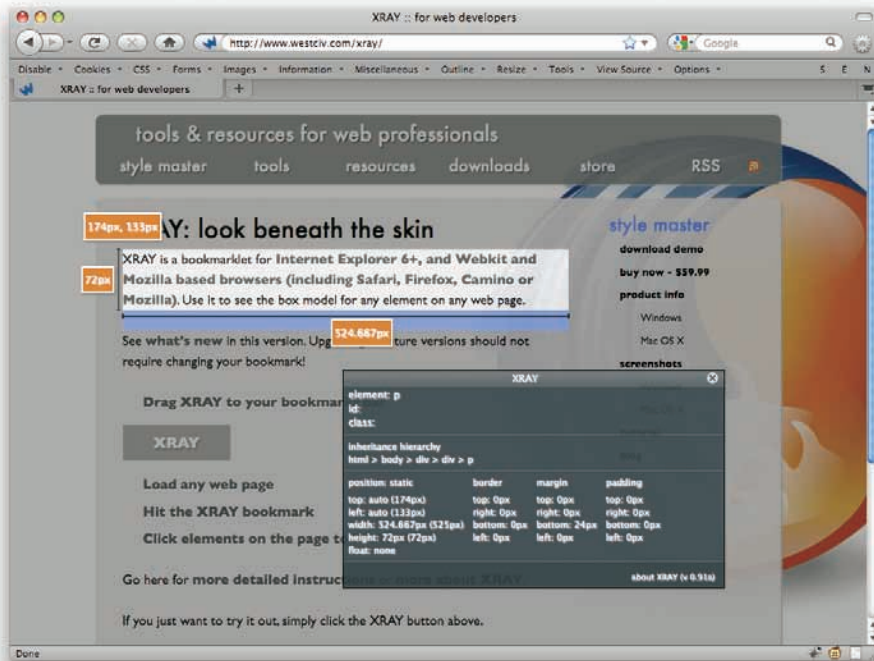 XRAY :: for web developers
http://www.westciv.com/xray/
Google
Disable Cookies CSS Forms Images Information Miscellaneous Outline Resize Tools View Source Options S E N
XRAY :: for web developers +
tools & resources for web professionals
style master tools resources downloads store RSS
174px, 133px
AY: look beneath the skin
XRAY is a bookmarklet for Internet Explorer 6+, and Webkit and
Mozilla based browsers (including Safari, Firefox, Camino or
Mozilla). Use it to see the box model for any element on any web page.
72px
524.667px
See what's new in this version. Upg ture versions should not
require changing your bookmark!
Drag XRAY to your bookmar
XRAY
Load any web page
Hit the XRAY bookmark
Click elements on the page t
Go here for more detailed instructions or more about XRAY
If you just want to try it out, simply click the XRAY button above.
style master
download demo
buy now - $59.99
product info
Windows
Mac OS X
screenshots
XRAY
element: p
id:
class:
inheritance hierarchy
html > body > div > div > p
position: static border margin padding
top: auto (174px) top: 0px top: 0px top: 0px
left: auto (133px) right: 0px right: 0px right: 0px
width: 524.667px (525px) bottom: 0px bottom: 24px bottom: 0px
height: 72px (72px) left: 0px left: 0px left: 0px
float: none
about XRAY (v 0.91s)
Done